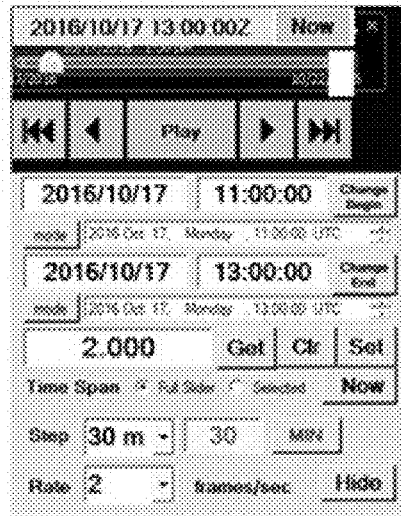 2016/10/17 13:00:00Z Now
Play
2016/10/17 11:00:00 Change Begin
mode 2016 Oct 17, Monday , 11:00:00 UTC
2016/10/17 13:00:00 Change End
mode 2016 Oct 17, Monday , 13:00:00 UTC
2.000 Get Clr Set
Time Span Full Slider Selected Now
Step 30 m 30 MIN
Rate 2 frames/sec Hide